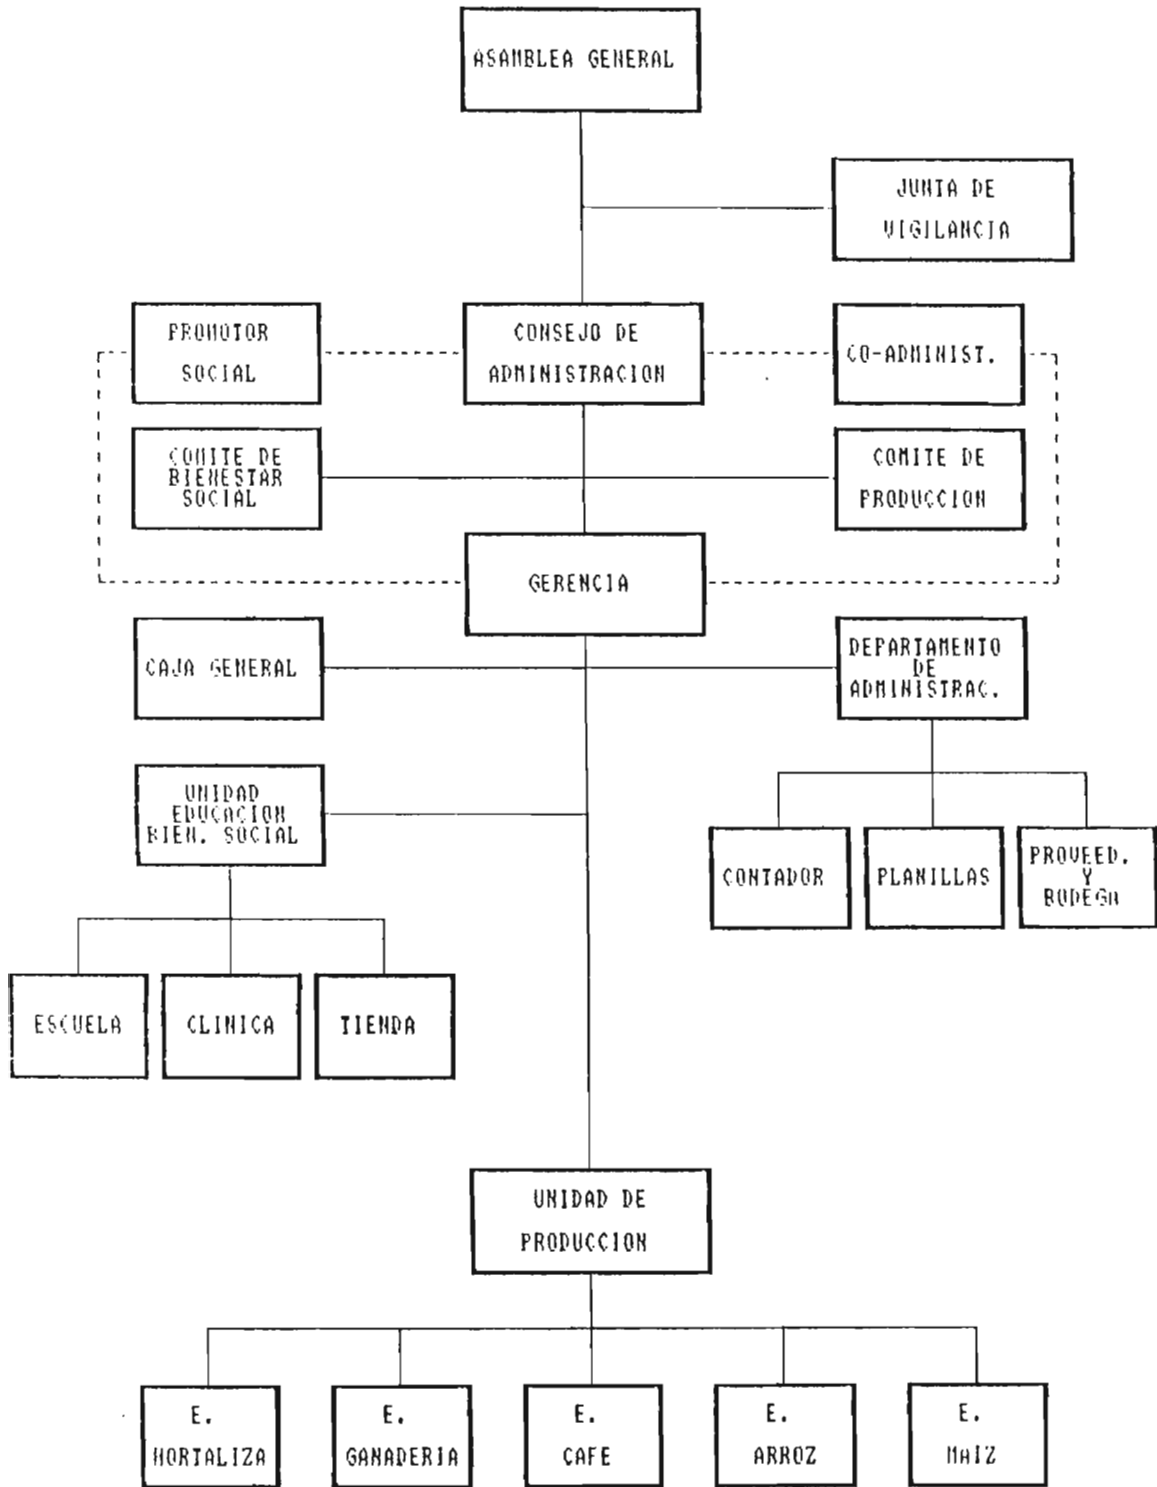 ASAMBLEA GENERAL
JUNTA DE
VIGILANCIA
PROMOTOR
SOCIAL
CONSEJO DE
ADMINISTRACION
CO-ADMINIST.
COMITE DE
BIENESTAR
SOCIAL
COMITE DE
PRODUCCION
GERENCIA
CAJA GENERAL
DEPARTAMENTO
DE
ADMINISTRAC.
UNIDAD
EDUCACION
BIEN. SOCIAL
CONTADOR
PLANILLAS
PROVEED.
Y
BODEGA
ESCUELA
CLINICA
TIENDA
UNIDAD DE
PRODUCCION
E.
HORTALIZA
E.
GANADERIA
E.
CAFE
E.
ARROZ
E.
MAIZ